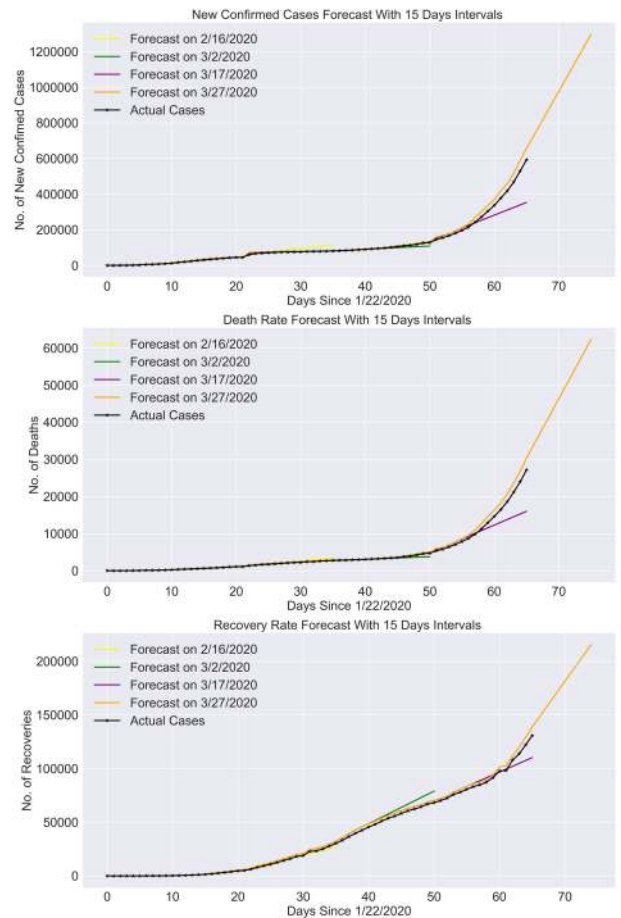 New Confirmed Cases Forecast With 15 Days Intervals
Forecast on 2/16/2020
Forecast on 3/2/2020
Forecast on 3/17/2020
Forecast on 3/27/2020
Actual Cases
No. of New Confimed Cases
1200000
1000000
800000
600000
400000
200000
0
0 10 20 30 40 50 60 70
Days Since 1/22/2020
Death Rate Forecast With 15 Days Intervals
Forecast on 2/16/2020
Forecast on 3/2/2020
Forecast on 3/17/2020
Forecast on 3/27/2020
Actual Cases
No. of Deaths
60000
50000
40000
30000
20000
10000
0
0 10 20 30 40 50 60 70
Days Since 1/22/2020
Recovery Rate Forecast With 15 Days Intervals
Forecast on 2/16/2020
Forecast on 3/2/2020
Forecast on 3/17/2020
Forecast on 3/27/2020
Actual Cases
No. of Recoveries
200000
150000
100000
50000
0
0 10 20 30 40 50 60 70
Days Since 1/22/2020